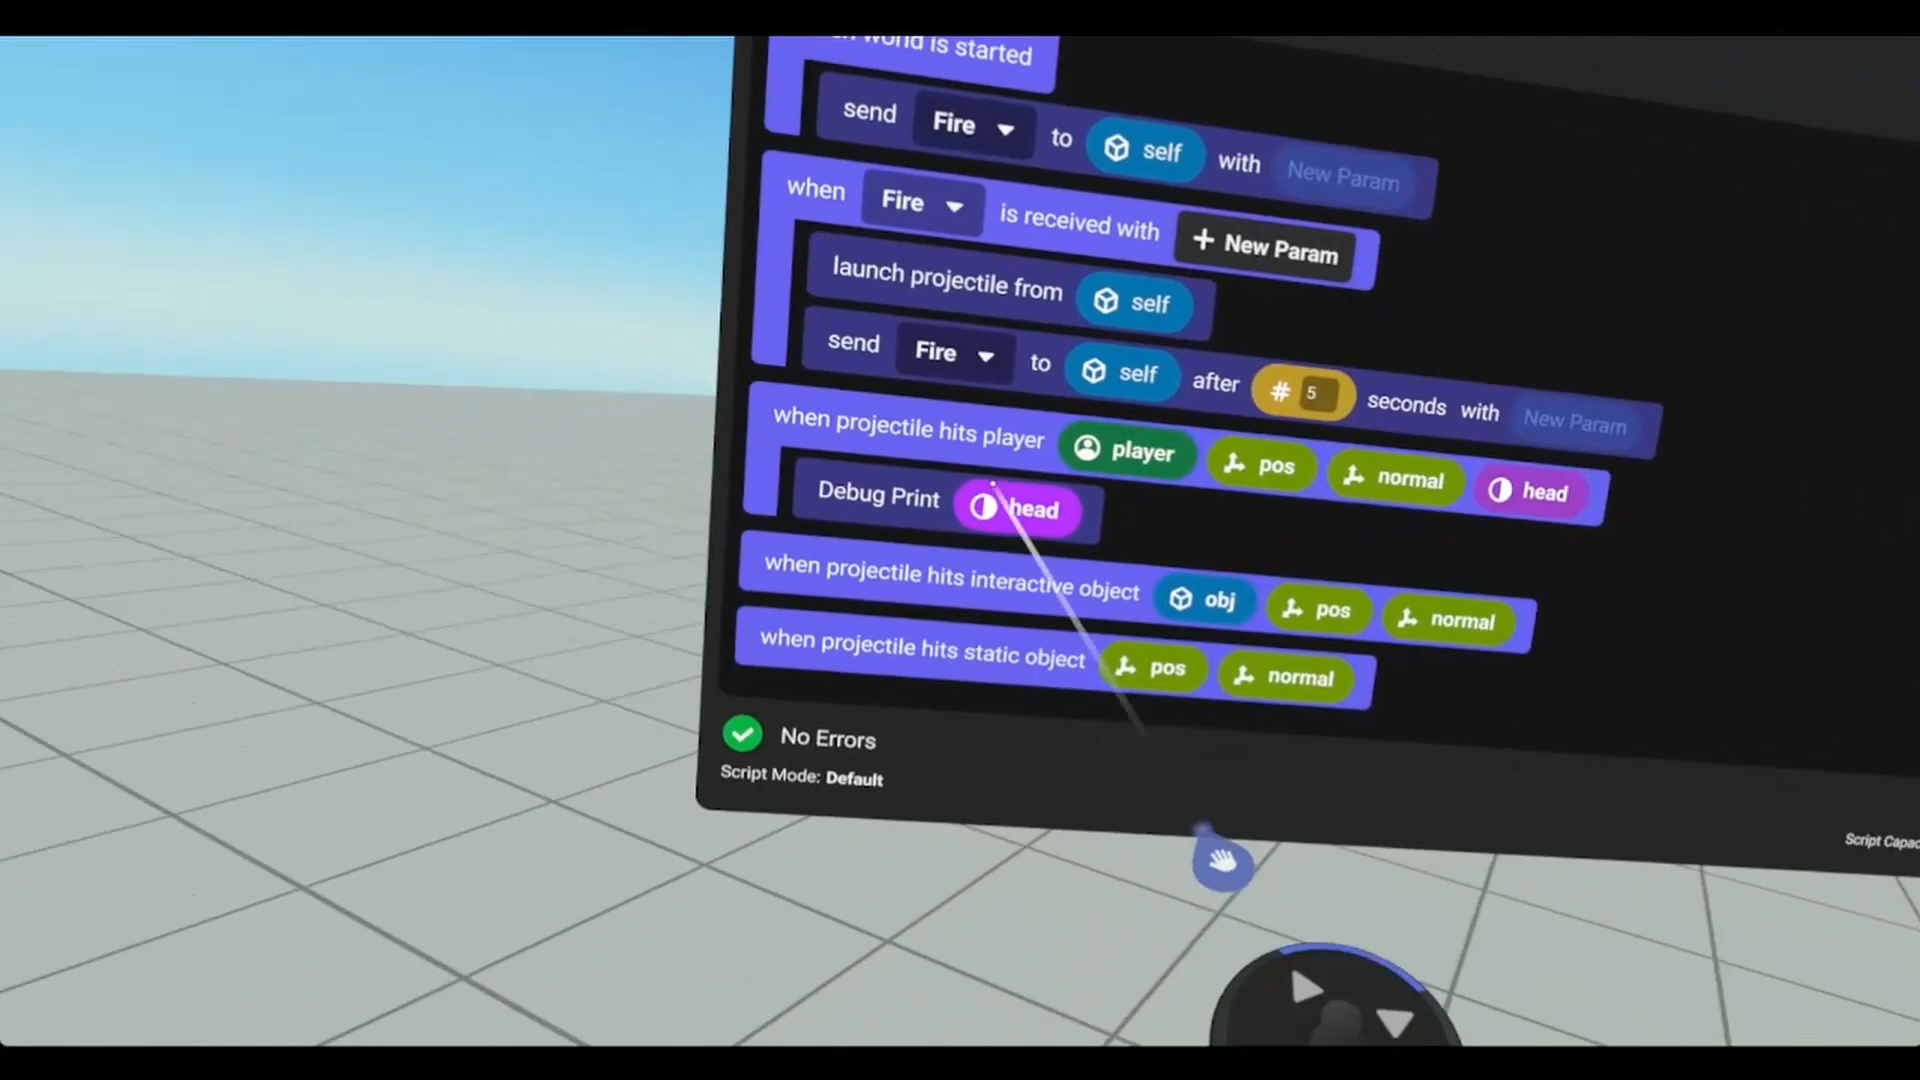 world is started
send Fire to self with New Param
when Fire is received with + New Param
launch projectile from self
send Fire to self after # 5 seconds with New Param
when projectile hits player player pos normal head
Debug Print head
when projectile hits interactive object obj pos normal
when projectile hits static object pos normal
No Errors
Script Mode: Default
Script